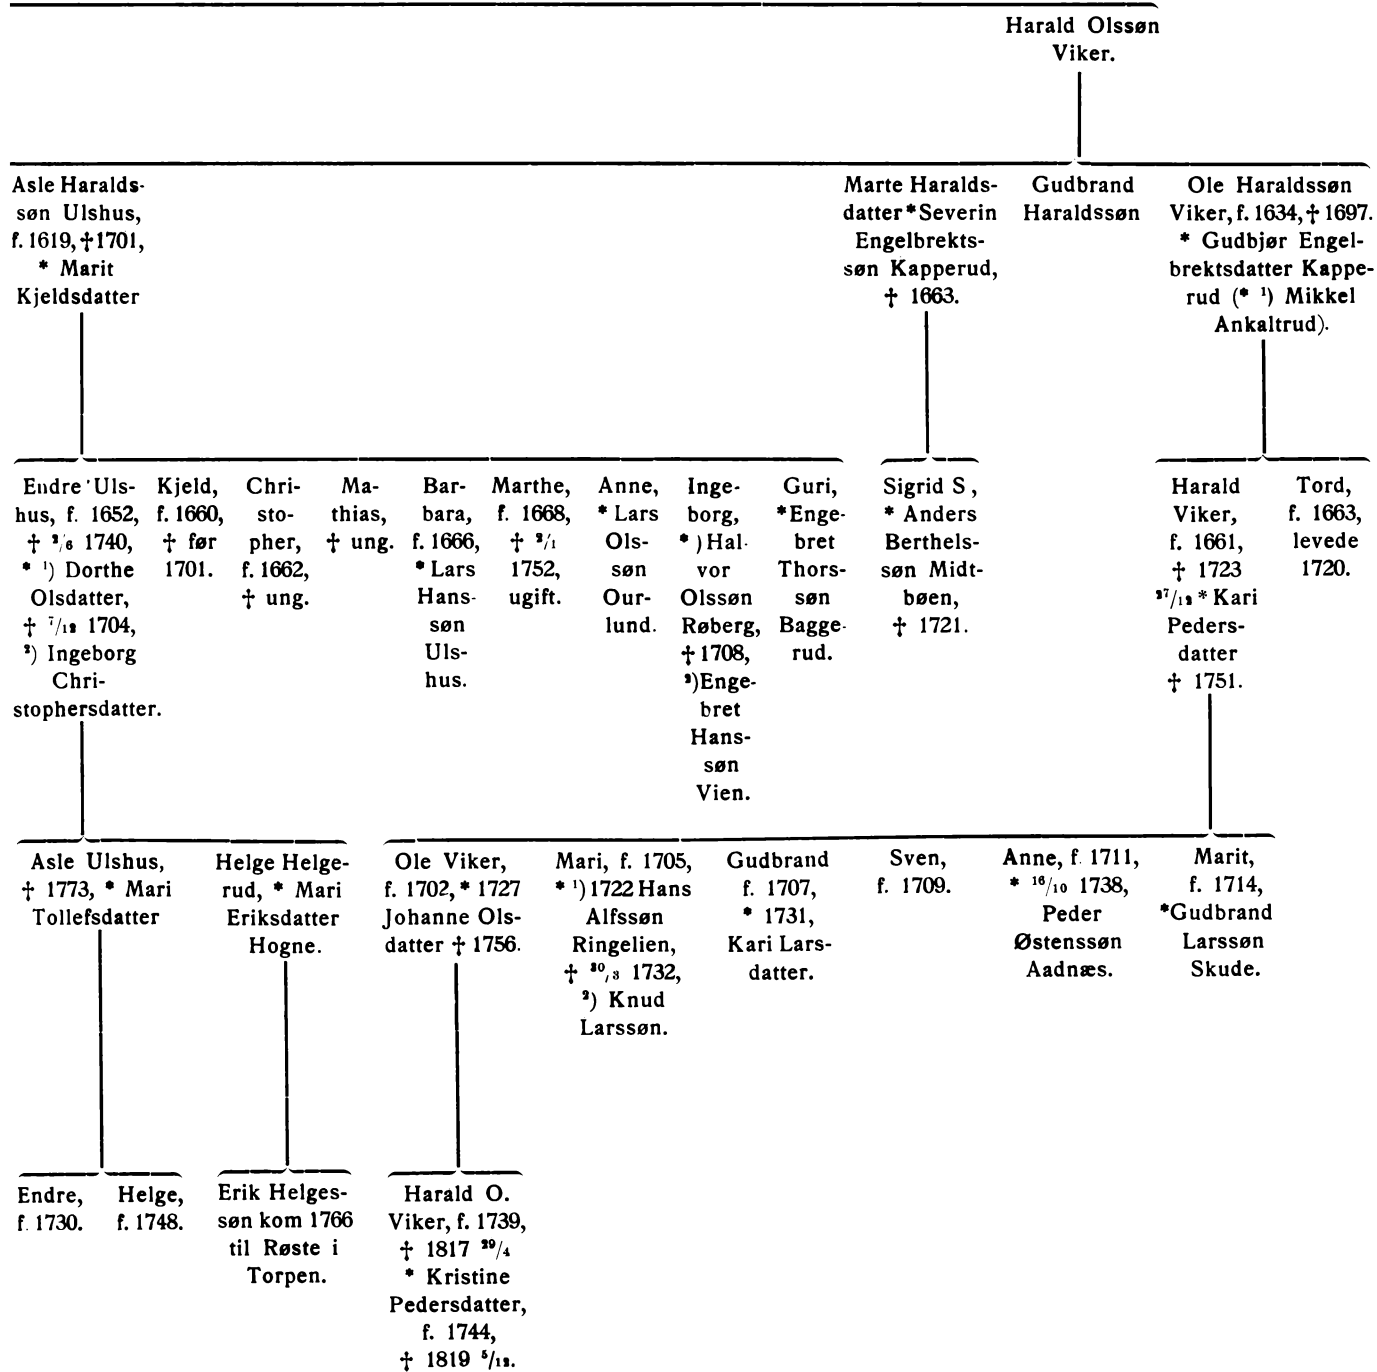 Harald Olssøn
Viker.
Asle Haralds-
søn Ulshus,
f. 1619, † 1701,
* Marit
Kjeldsdatter
Marte Haralds-
datter * Severin
Engelbrekts-
søn Kapperud,
† 1663.
Gudbrand
Haraldssøn
Ole Haraldssøn
Viker, f. 1634, † 1697.
* Gudbjør Engel-
brektsdatter Kappe-
rud (* ¹) Mikkel
Ankaltrud).
Endre Uls-
hus, f. 1652,
† ²/₆ 1740,
* ¹) Dorthe
Olsdatter,
† ⁷/₁₂ 1704,
²) Ingeborg
Chri-
stophersdatter.
Kjeld,
f. 1660,
† før
1701.
Chri-
sto-
pher,
f. 1662,
† ung.
Ma-
thias,
† ung.
Bar-
bara,
f. 1666,
* Lars
Hans-
søn
Uls-
hus.
Marthe,
f. 1668,
† ²/₁
1752,
ugift.
Anne,
* Lars
Ols-
søn
Our-
lund.
Inge-
borg,
* ) Hal-
vor
Olssøn
Røberg,
† 1708,
²) Enge-
bret
Hans-
søn
Vien.
Guri,
* Enge-
bret
Thors-
søn
Bagge-
rud.
Sigrid S ,
* Anders
Berthels-
søn Midt-
bøen,
† 1721.
Harald
Viker,
f. 1661,
† 1723
²⁷/₁₂ * Kari
Peders-
datter
† 1751.
Tord,
f. 1663,
levede
1720.
Asle Ulshus,
† 1773, * Mari
Tollefsdatter
Helge Helge-
rud, * Mari
Eriksdatter
Hogne.
Ole Viker,
f. 1702, * 1727
Johanne Ols-
datter † 1756.
Mari, f. 1705,
* ¹) 1722 Hans
Alfssøn
Ringelien,
† ³⁰/₃ 1732,
²) Knud
Larssøn.
Gudbrand
f. 1707,
* 1731,
Kari Lars-
datter.
Sven,
f. 1709.
Anne, f. 1711,
* ¹⁶/₁₀ 1738,
Peder
Østenssøn
Aadnæs.
Marit,
f. 1714,
*Gudbrand
Larssøn
Skude.
Endre,
f. 1730.
Helge,
f. 1748.
Erik Helges-
søn kom 1766
til Røste i
Torpen.
Harald O.
Viker, f. 1739,
† 1817 ²⁹/₄
* Kristine
Pedersdatter,
f. 1744,
† 1819 ⁵/₁₂.